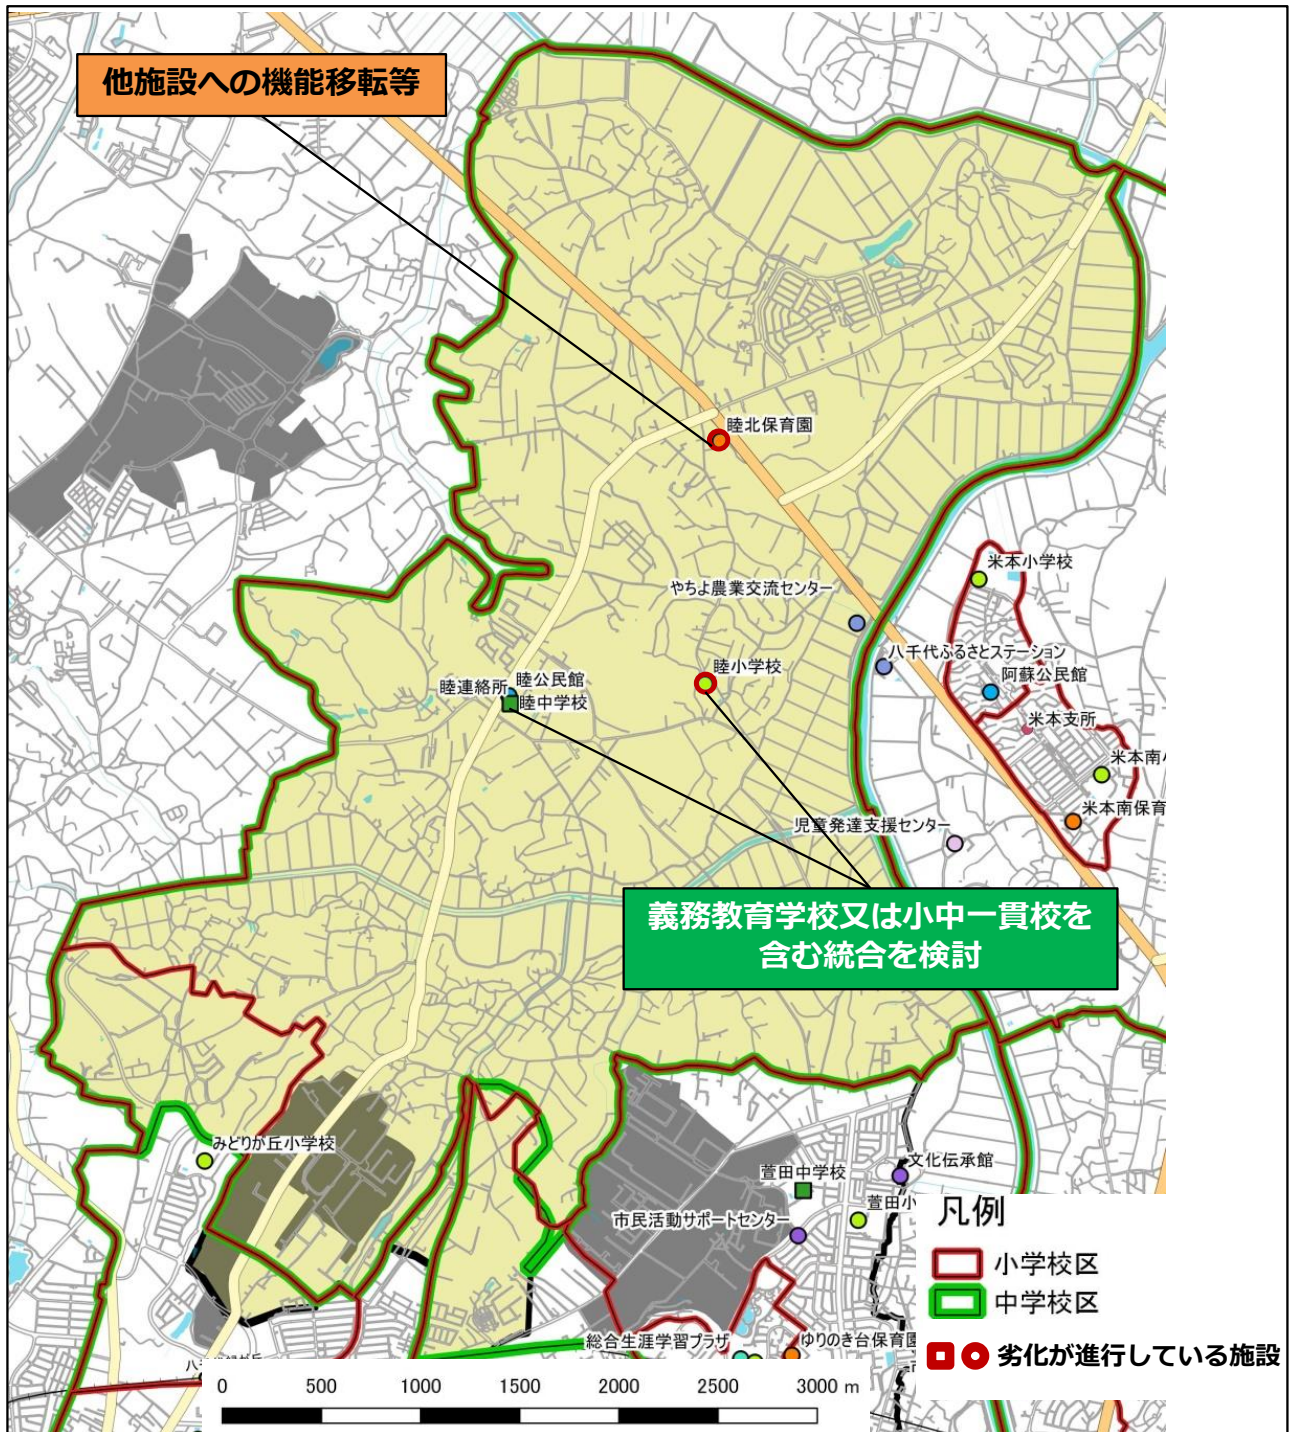 他施設への機能移転等
睦北保育園
米本小学校
やちよ農業交流センター
八千代ふるさとステーション
睦小学校
阿蘇公民館
睦連絡所
睦公民館
睦中学校
米本支所
米本南小
米本南保育
児童発達支援センター
義務教育学校又は小中一貫校を
含む統合を検討
みどりが丘小学校
文化伝承館
萱田中学校
萱田小
市民活動サポートセンター
凡例
小学校区
中学校区
総合生涯学習プラザ
ゆりのき台保育園
劣化が進行している施設
0 500 1000 1500 2000 2500 3000 m